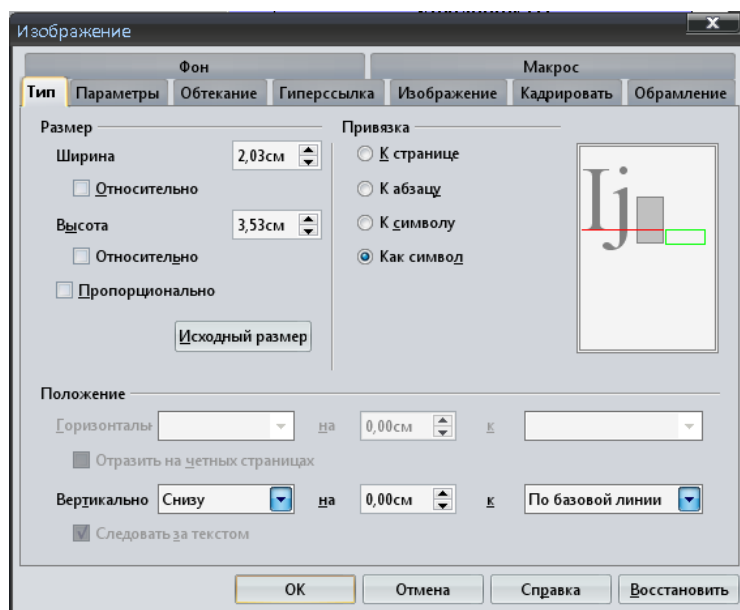 Изображение
Фон Макрос
Тип Параметры Обтекание Гиперссылка Изображение Кадрировать Обрамление
Размер Привязка
Ширина 2,03см К странице
Относительно К абзацу
Высота 3,53см К символу
Относительно Как символ
Пропорционально
Исходный размер
Ij
Положение
Горизонталы на 0,00см к
Отразить на четных страницах
Вертикально Снизу на 0,00см к По базовой линии
Следовать за текстом
OK Отмена Справка Восстановить